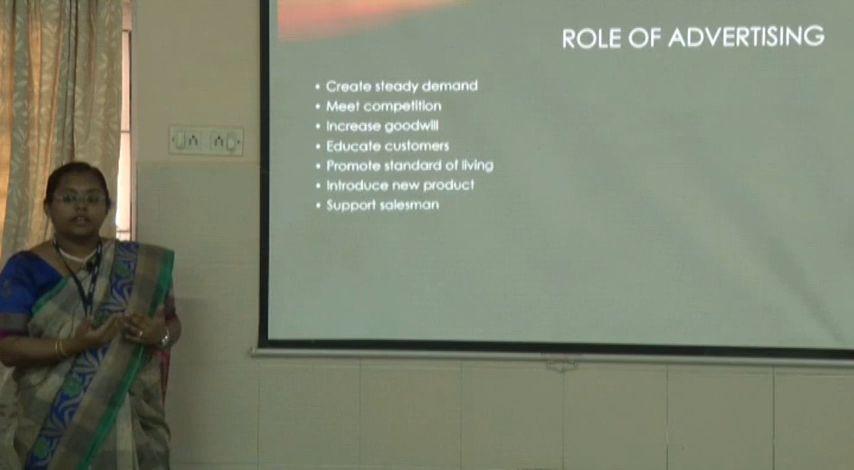 ROLE OF ADVERTISING
• Create steady demand
• Meet competition
• Increase goodwill
• Educate customers
• Promote standard of living
• Introduce new product
• Support salesman